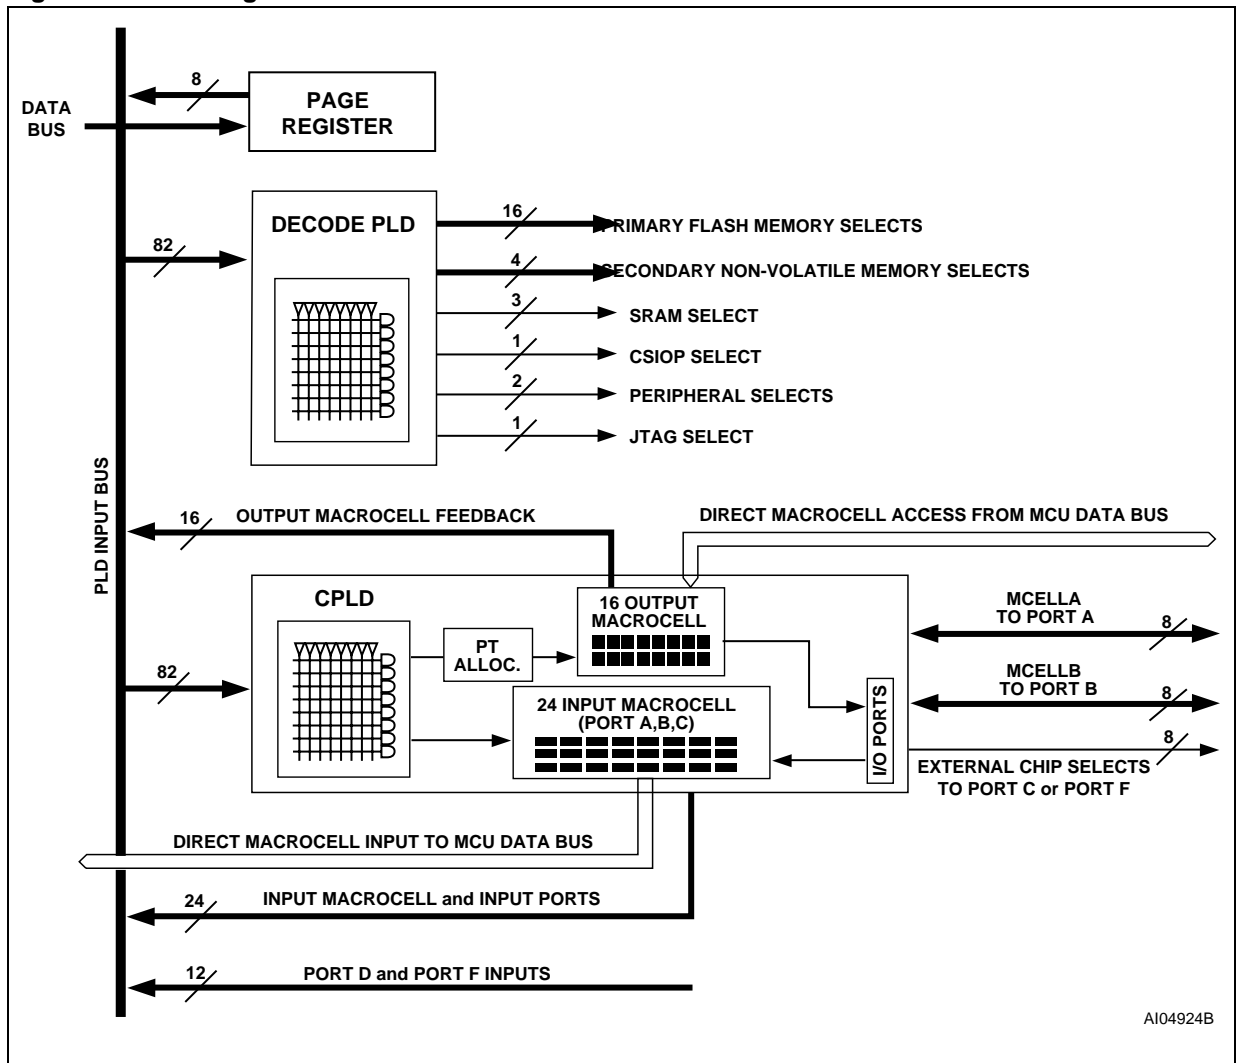 8
DATA
BUS
PAGE
REGISTER
DECODE PLD
82
16
PRIMARY FLASH MEMORY SELECTS
4
SECONDARY NON-VOLATILE MEMORY SELECTS
3
SRAM SELECT
1
CSIOP SELECT
2
PERIPHERAL SELECTS
1
JTAG SELECT
PLD INPUT BUS
16
OUTPUT MACROCELL FEEDBACK
DIRECT MACROCELL ACCESS FROM MCU DATA BUS
CPLD
82
PT
ALLOC.
16 OUTPUT
MACROCELL
24 INPUT MACROCELL
(PORT A,B,C)
I/O PORTS
MCELLA
TO PORT A
8
MCELLB
TO PORT B
8
8
EXTERNAL CHIP SELECTS
TO PORT C or PORT F
DIRECT MACROCELL INPUT TO MCU DATA BUS
24
INPUT MACROCELL and INPUT PORTS
12
PORT D and PORT F INPUTS
AI04924B